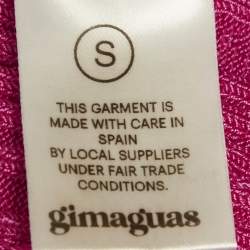 S
THIS GARMENT IS
MADE WITH CARE IN
SPAIN
BY LOCAL SUPPLIERS
UNDER FAIR TRADE
CONDITIONS.
gimaguas